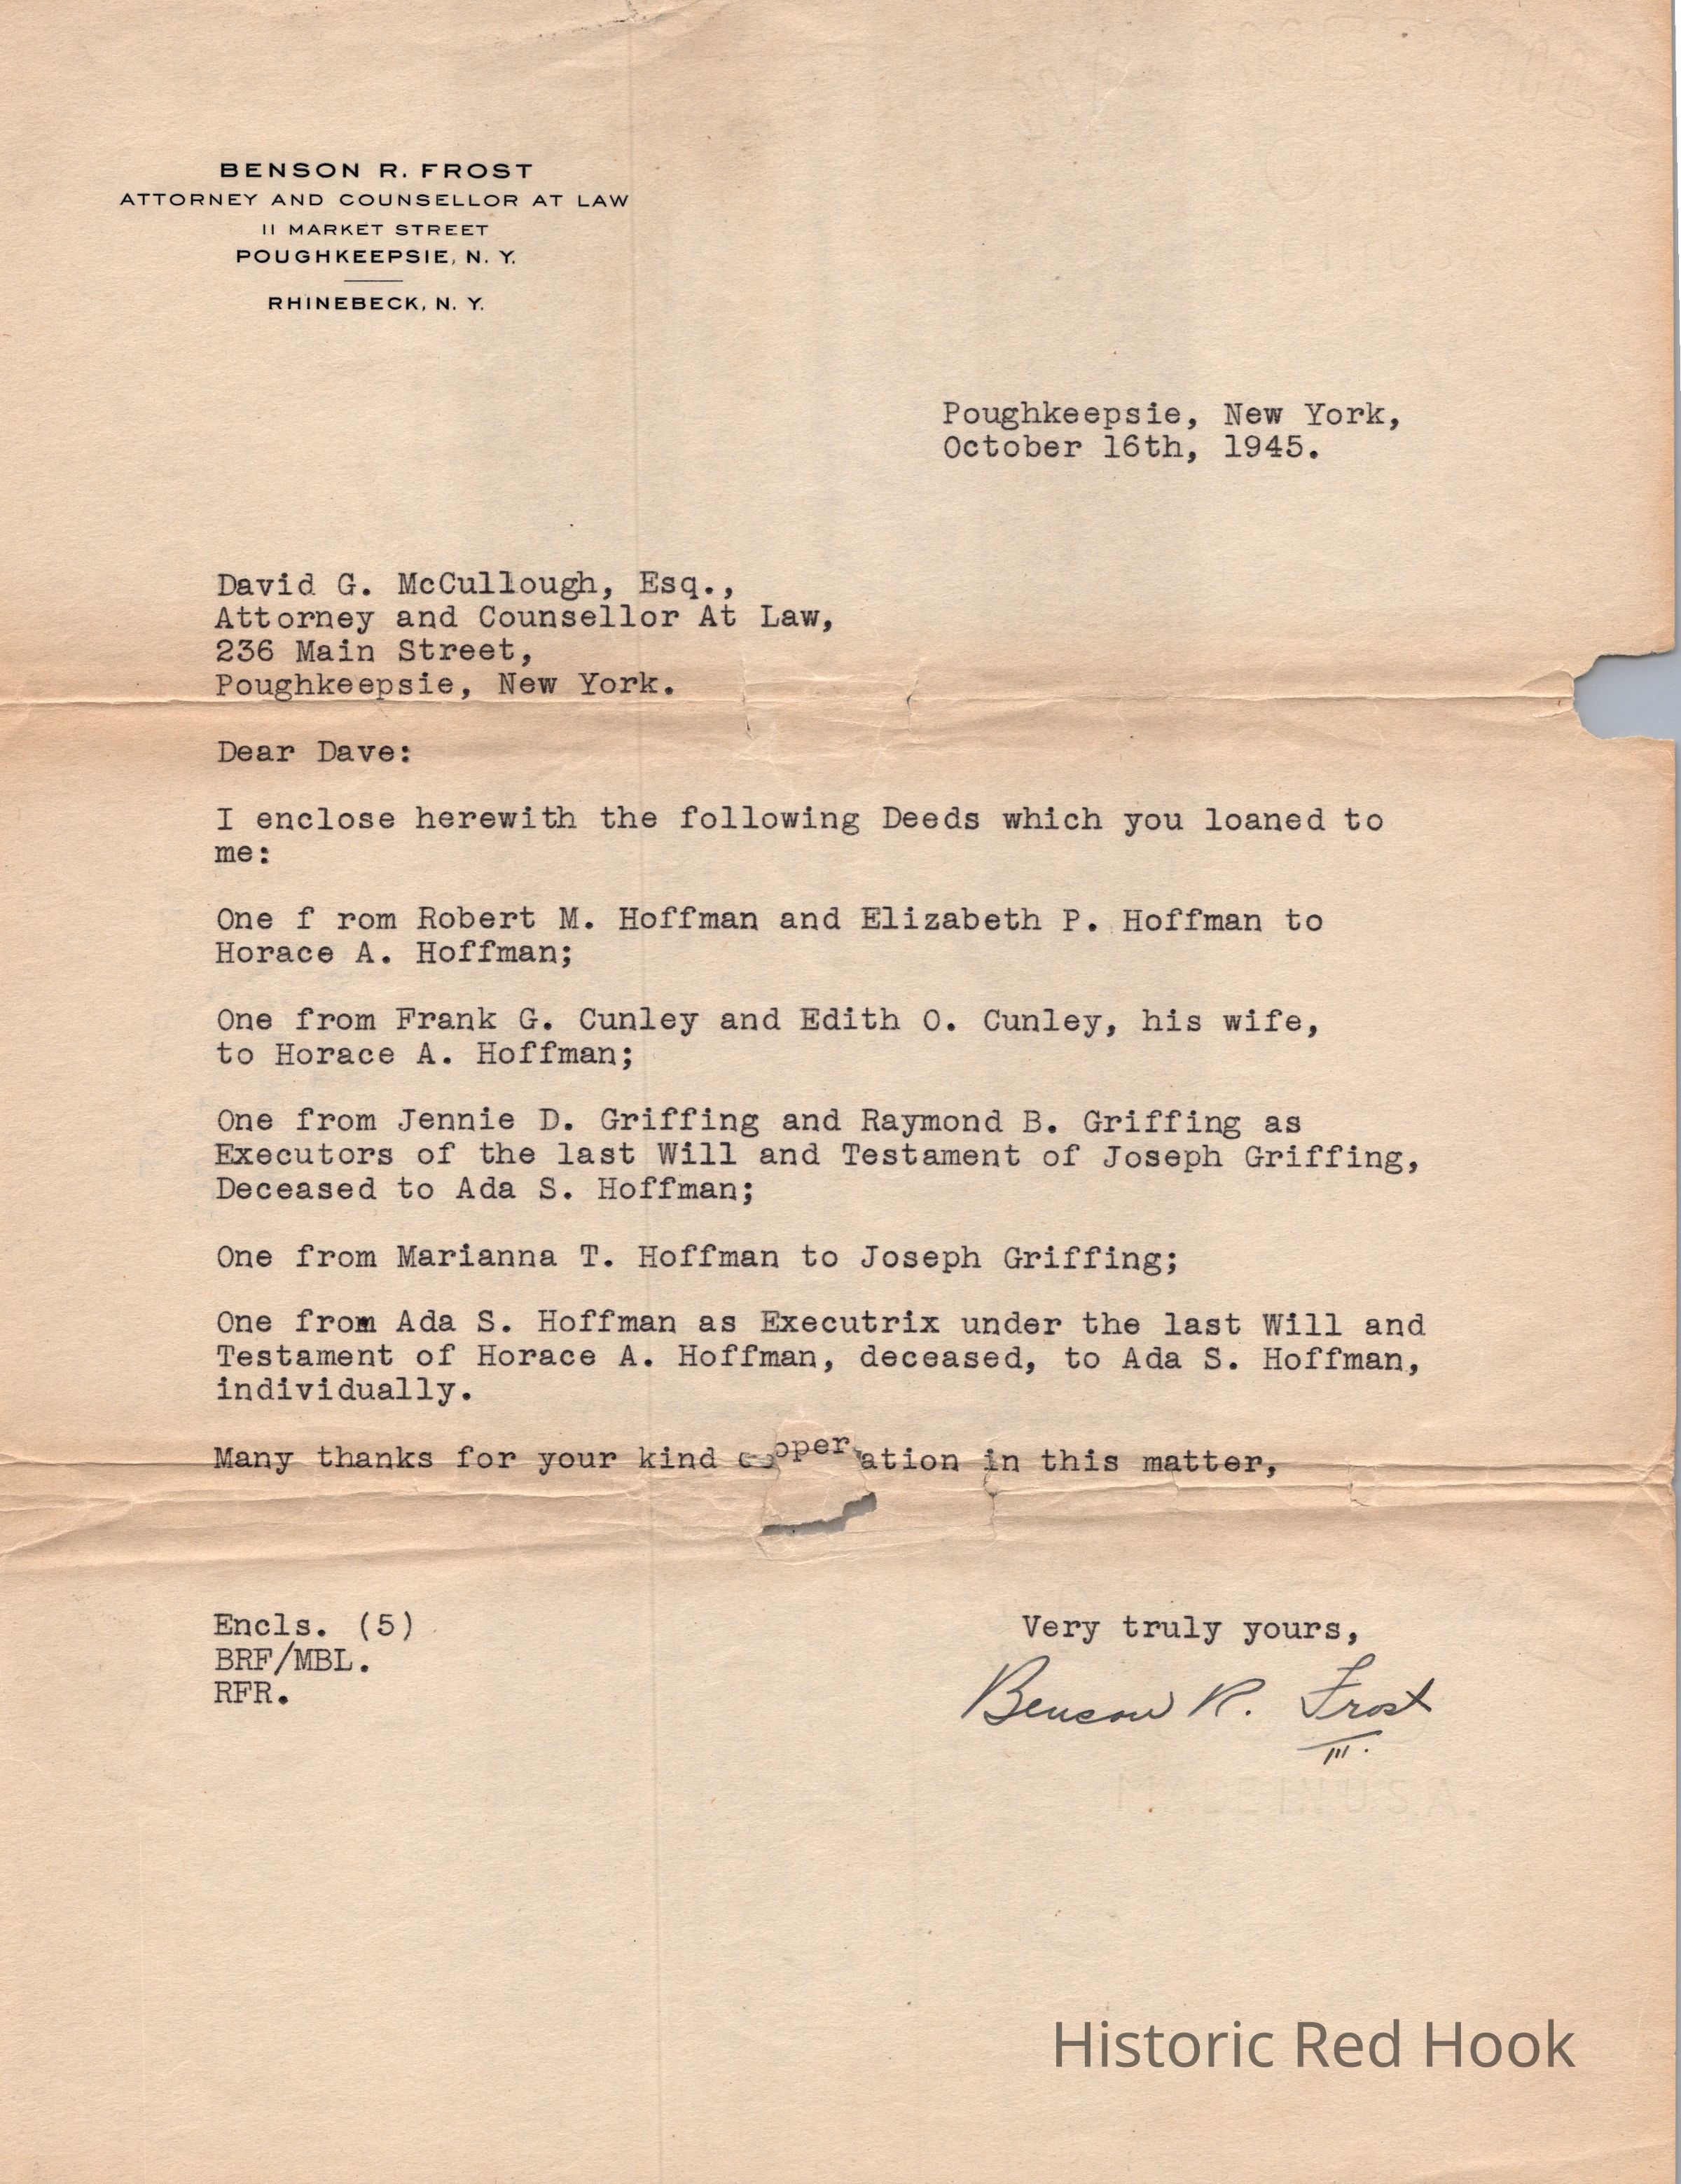 BENSON R. FROST
ATTORNEY AND COUNSELLOR AT LAW
11 MARKET STREET
POUGHKEEPSIE, N. Y.
RHINEBECK, N. Y.
Poughkeepsie, New York,
October 16th, 1945.
David G. McCullough, Esq.,
Attorney and Counsellor At Law,
236 Main Street,
Poughkeepsie, New York.
Dear Dave:
I enclose herewith the following Deeds which you loaned to
me:
One f rom Robert M. Hoffman and Elizabeth P. Hoffman to
Horace A. Hoffman;
One from Frank G. Cunley and Edith O. Cunley, his wife,
to Horace A. Hoffman;
One from Jennie D. Griffing and Raymond B. Griffing as
Executors of the last Will and Testament of Joseph Griffing,
Deceased to Ada S. Hoffman;
One from Marianna T. Hoffman to Joseph Griffing;
One from Ada S. Hoffman as Executrix under the last Will and
Testament of Horace A. Hoffman, deceased, to Ada S. Hoffman,
individually.
Many thanks for your kind cooperation in this matter,
Encls. (5)
BRF/MBL.
RFR.
Very truly yours,
Benson R. Frost
III.
MADE IN U.S.A.
Historic Red Hook